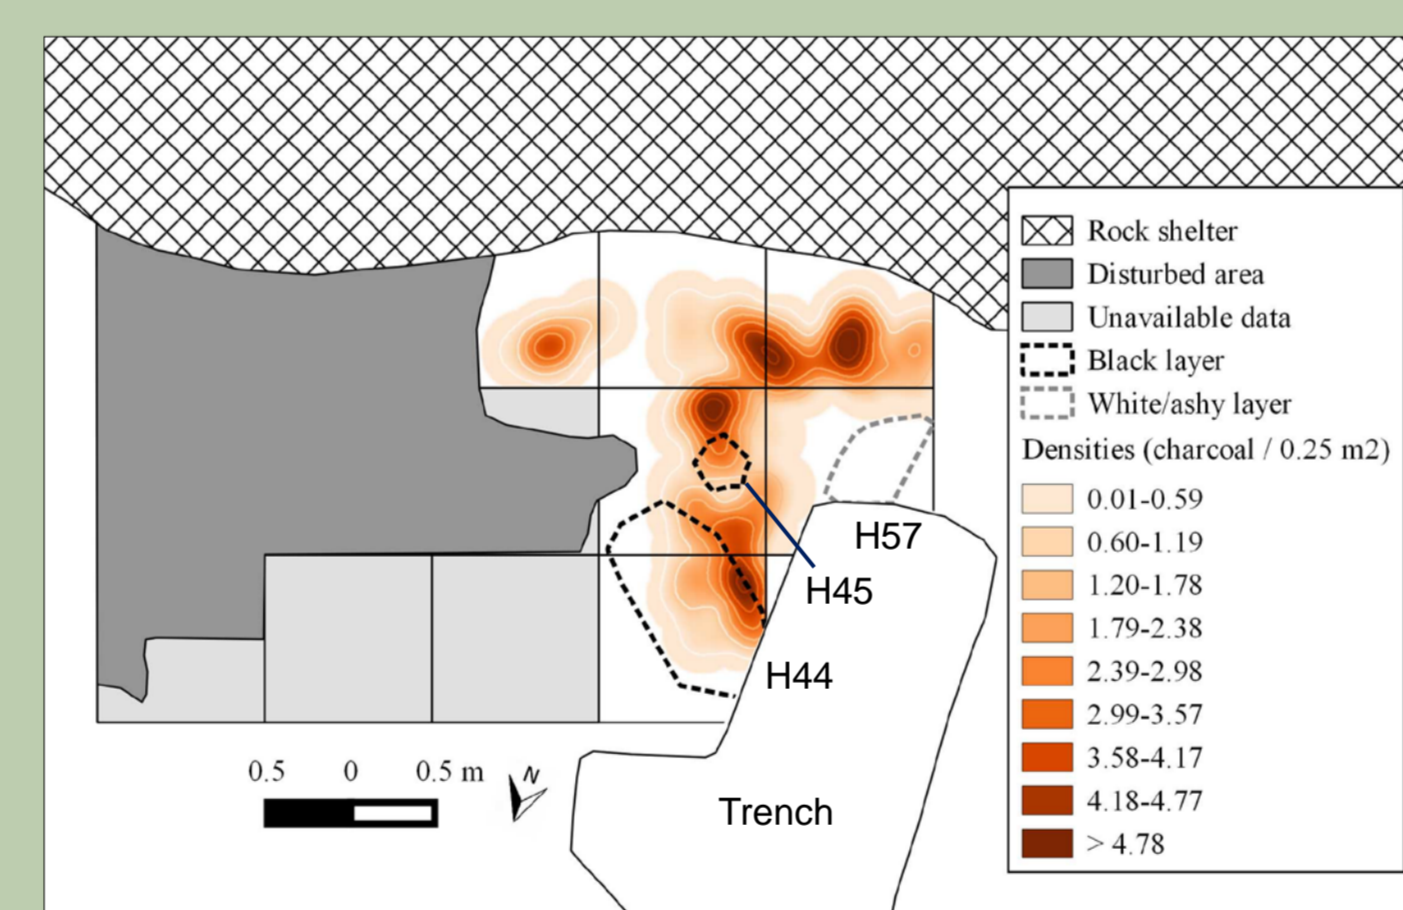 Rock shelter
Disturbed area
Unavailable data
Black layer
White/ashy layer
Densities (charcoal / 0.25 m2)
0.01-0.59
0.60-1.19
1.20-1.78
1.79-2.38
2.39-2.98
2.99-3.57
3.58-4.17
4.18-4.77
> 4.78
H57
H45
H44
0.5 0 0.5 m
N
Trench